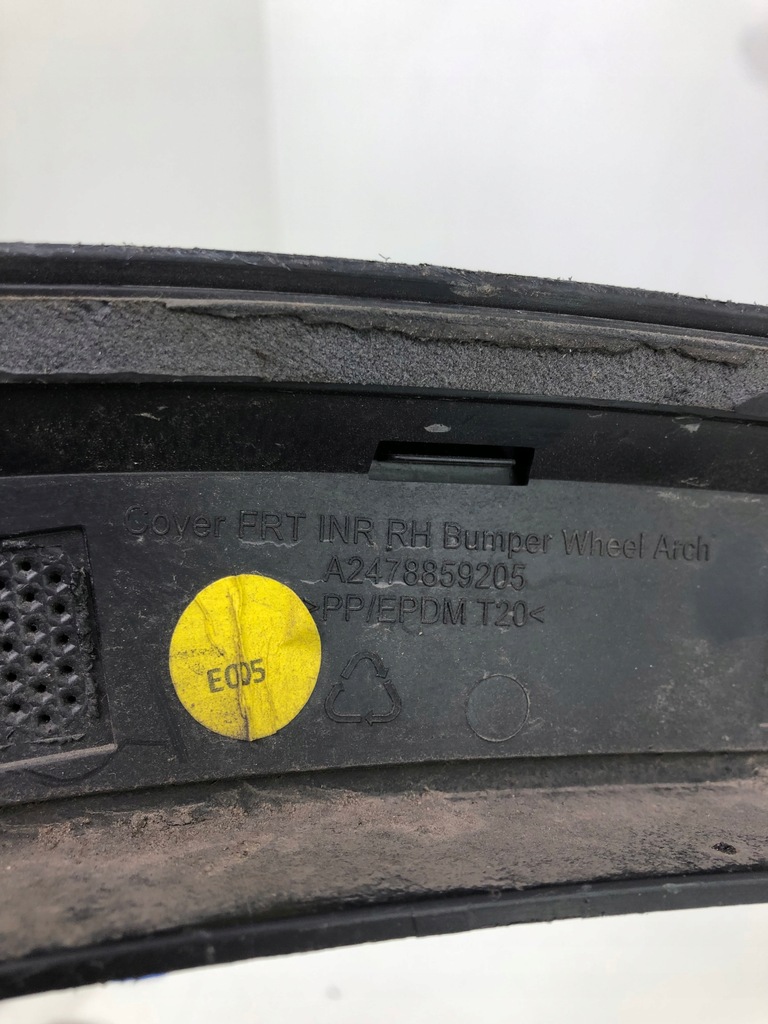 Cover FRT INR RH Bumper Wheel Arch
A2478859205
>PP/EPDM T20<
E005